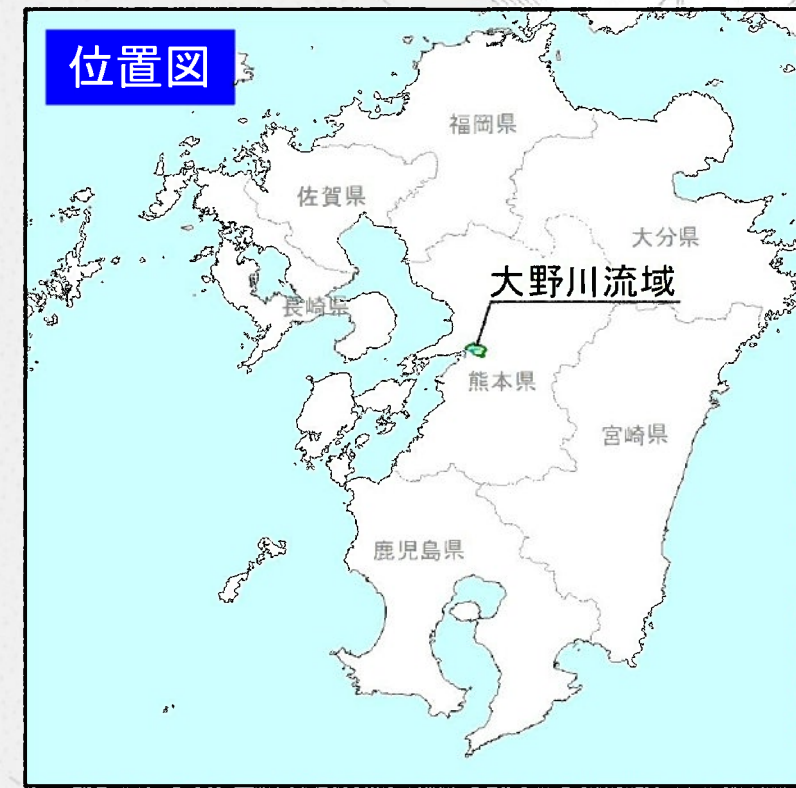 位置図
福岡県
佐賀県
大分県
大野川流域
長崎県
熊本県
宮崎県
鹿児島県